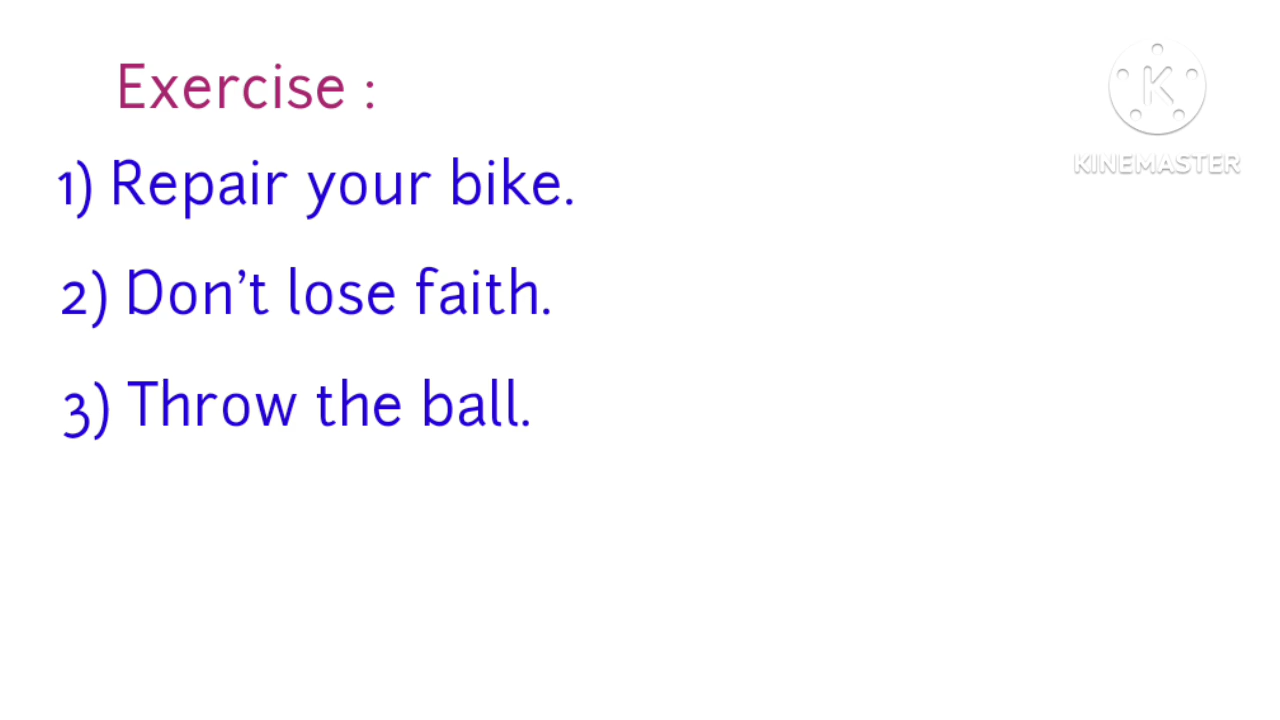 Exercise :
1) Repair your bike.
2) Don't lose faith.
3) Throw the ball.
K
KINEMASTER